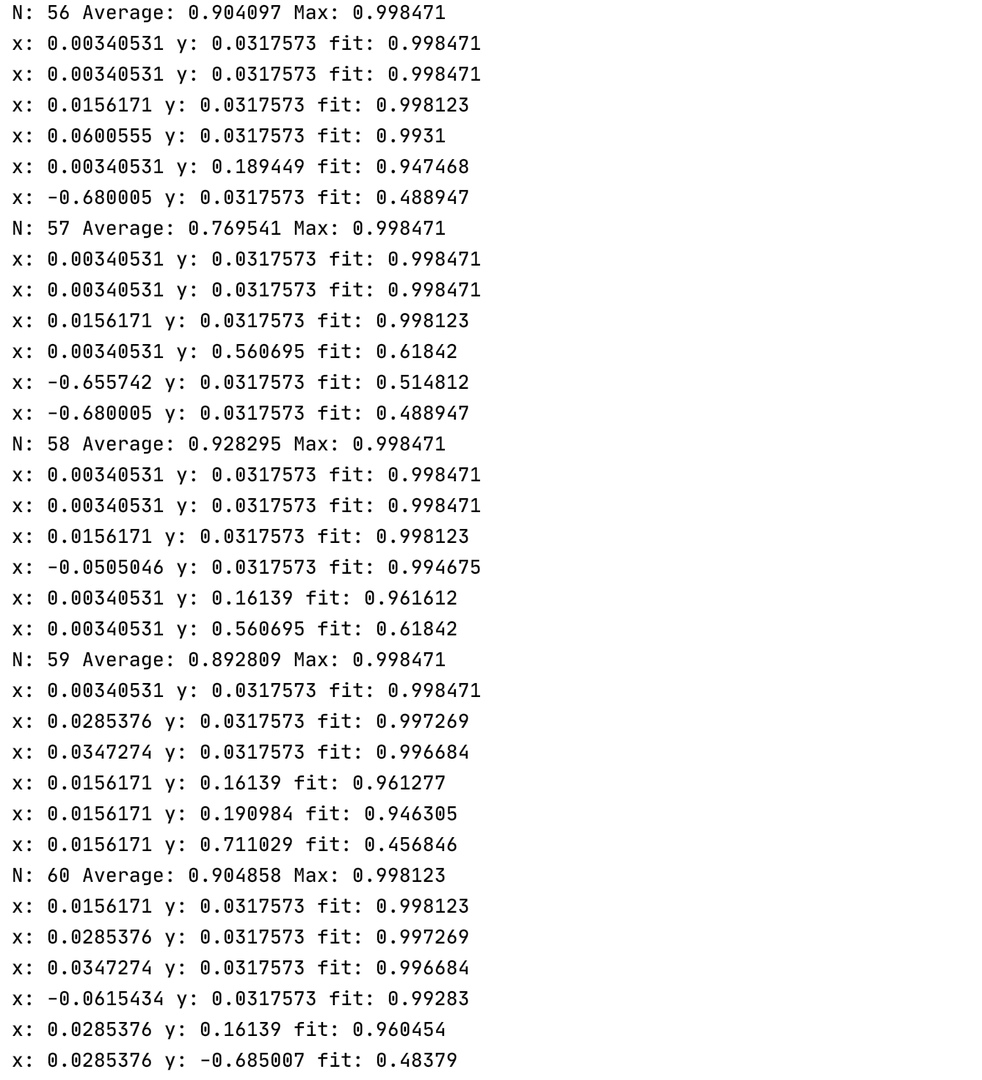 N: 56 Average: 0.904097 Max: 0.998471
x: 0.00340531 y: 0.0317573 fit: 0.998471
x: 0.00340531 y: 0.0317573 fit: 0.998471
x: 0.0156171 y: 0.0317573 fit: 0.998123
x: 0.0600555 y: 0.0317573 fit: 0.9931
x: 0.00340531 y: 0.189449 fit: 0.947468
x: -0.680005 y: 0.0317573 fit: 0.488947
N: 57 Average: 0.769541 Max: 0.998471
x: 0.00340531 y: 0.0317573 fit: 0.998471
x: 0.00340531 y: 0.0317573 fit: 0.998471
x: 0.0156171 y: 0.0317573 fit: 0.998123
x: 0.00340531 y: 0.560695 fit: 0.61842
x: -0.655742 y: 0.0317573 fit: 0.514812
x: -0.680005 y: 0.0317573 fit: 0.488947
N: 58 Average: 0.928295 Max: 0.998471
x: 0.00340531 y: 0.0317573 fit: 0.998471
x: 0.00340531 y: 0.0317573 fit: 0.998471
x: 0.0156171 y: 0.0317573 fit: 0.998123
x: -0.0505046 y: 0.0317573 fit: 0.994675
x: 0.00340531 y: 0.16139 fit: 0.961612
x: 0.00340531 y: 0.560695 fit: 0.61842
N: 59 Average: 0.892809 Max: 0.998471
x: 0.00340531 y: 0.0317573 fit: 0.998471
x: 0.0285376 y: 0.0317573 fit: 0.997269
x: 0.0347274 y: 0.0317573 fit: 0.996684
x: 0.0156171 y: 0.16139 fit: 0.961277
x: 0.0156171 y: 0.190984 fit: 0.946305
x: 0.0156171 y: 0.711029 fit: 0.456846
N: 60 Average: 0.904858 Max: 0.998123
x: 0.0156171 y: 0.0317573 fit: 0.998123
x: 0.0285376 y: 0.0317573 fit: 0.997269
x: 0.0347274 y: 0.0317573 fit: 0.996684
x: -0.0615434 y: 0.0317573 fit: 0.99283
x: 0.0285376 y: 0.16139 fit: 0.960454
x: 0.0285376 y: -0.685007 fit: 0.48379